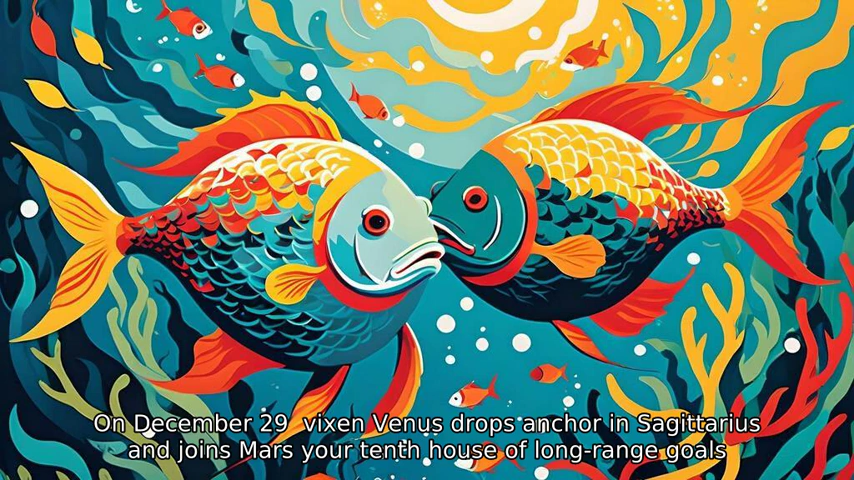 On December 29  vixen Venus drops anchor in Sagittarius
and joins Mars your tenth house of long-range goals